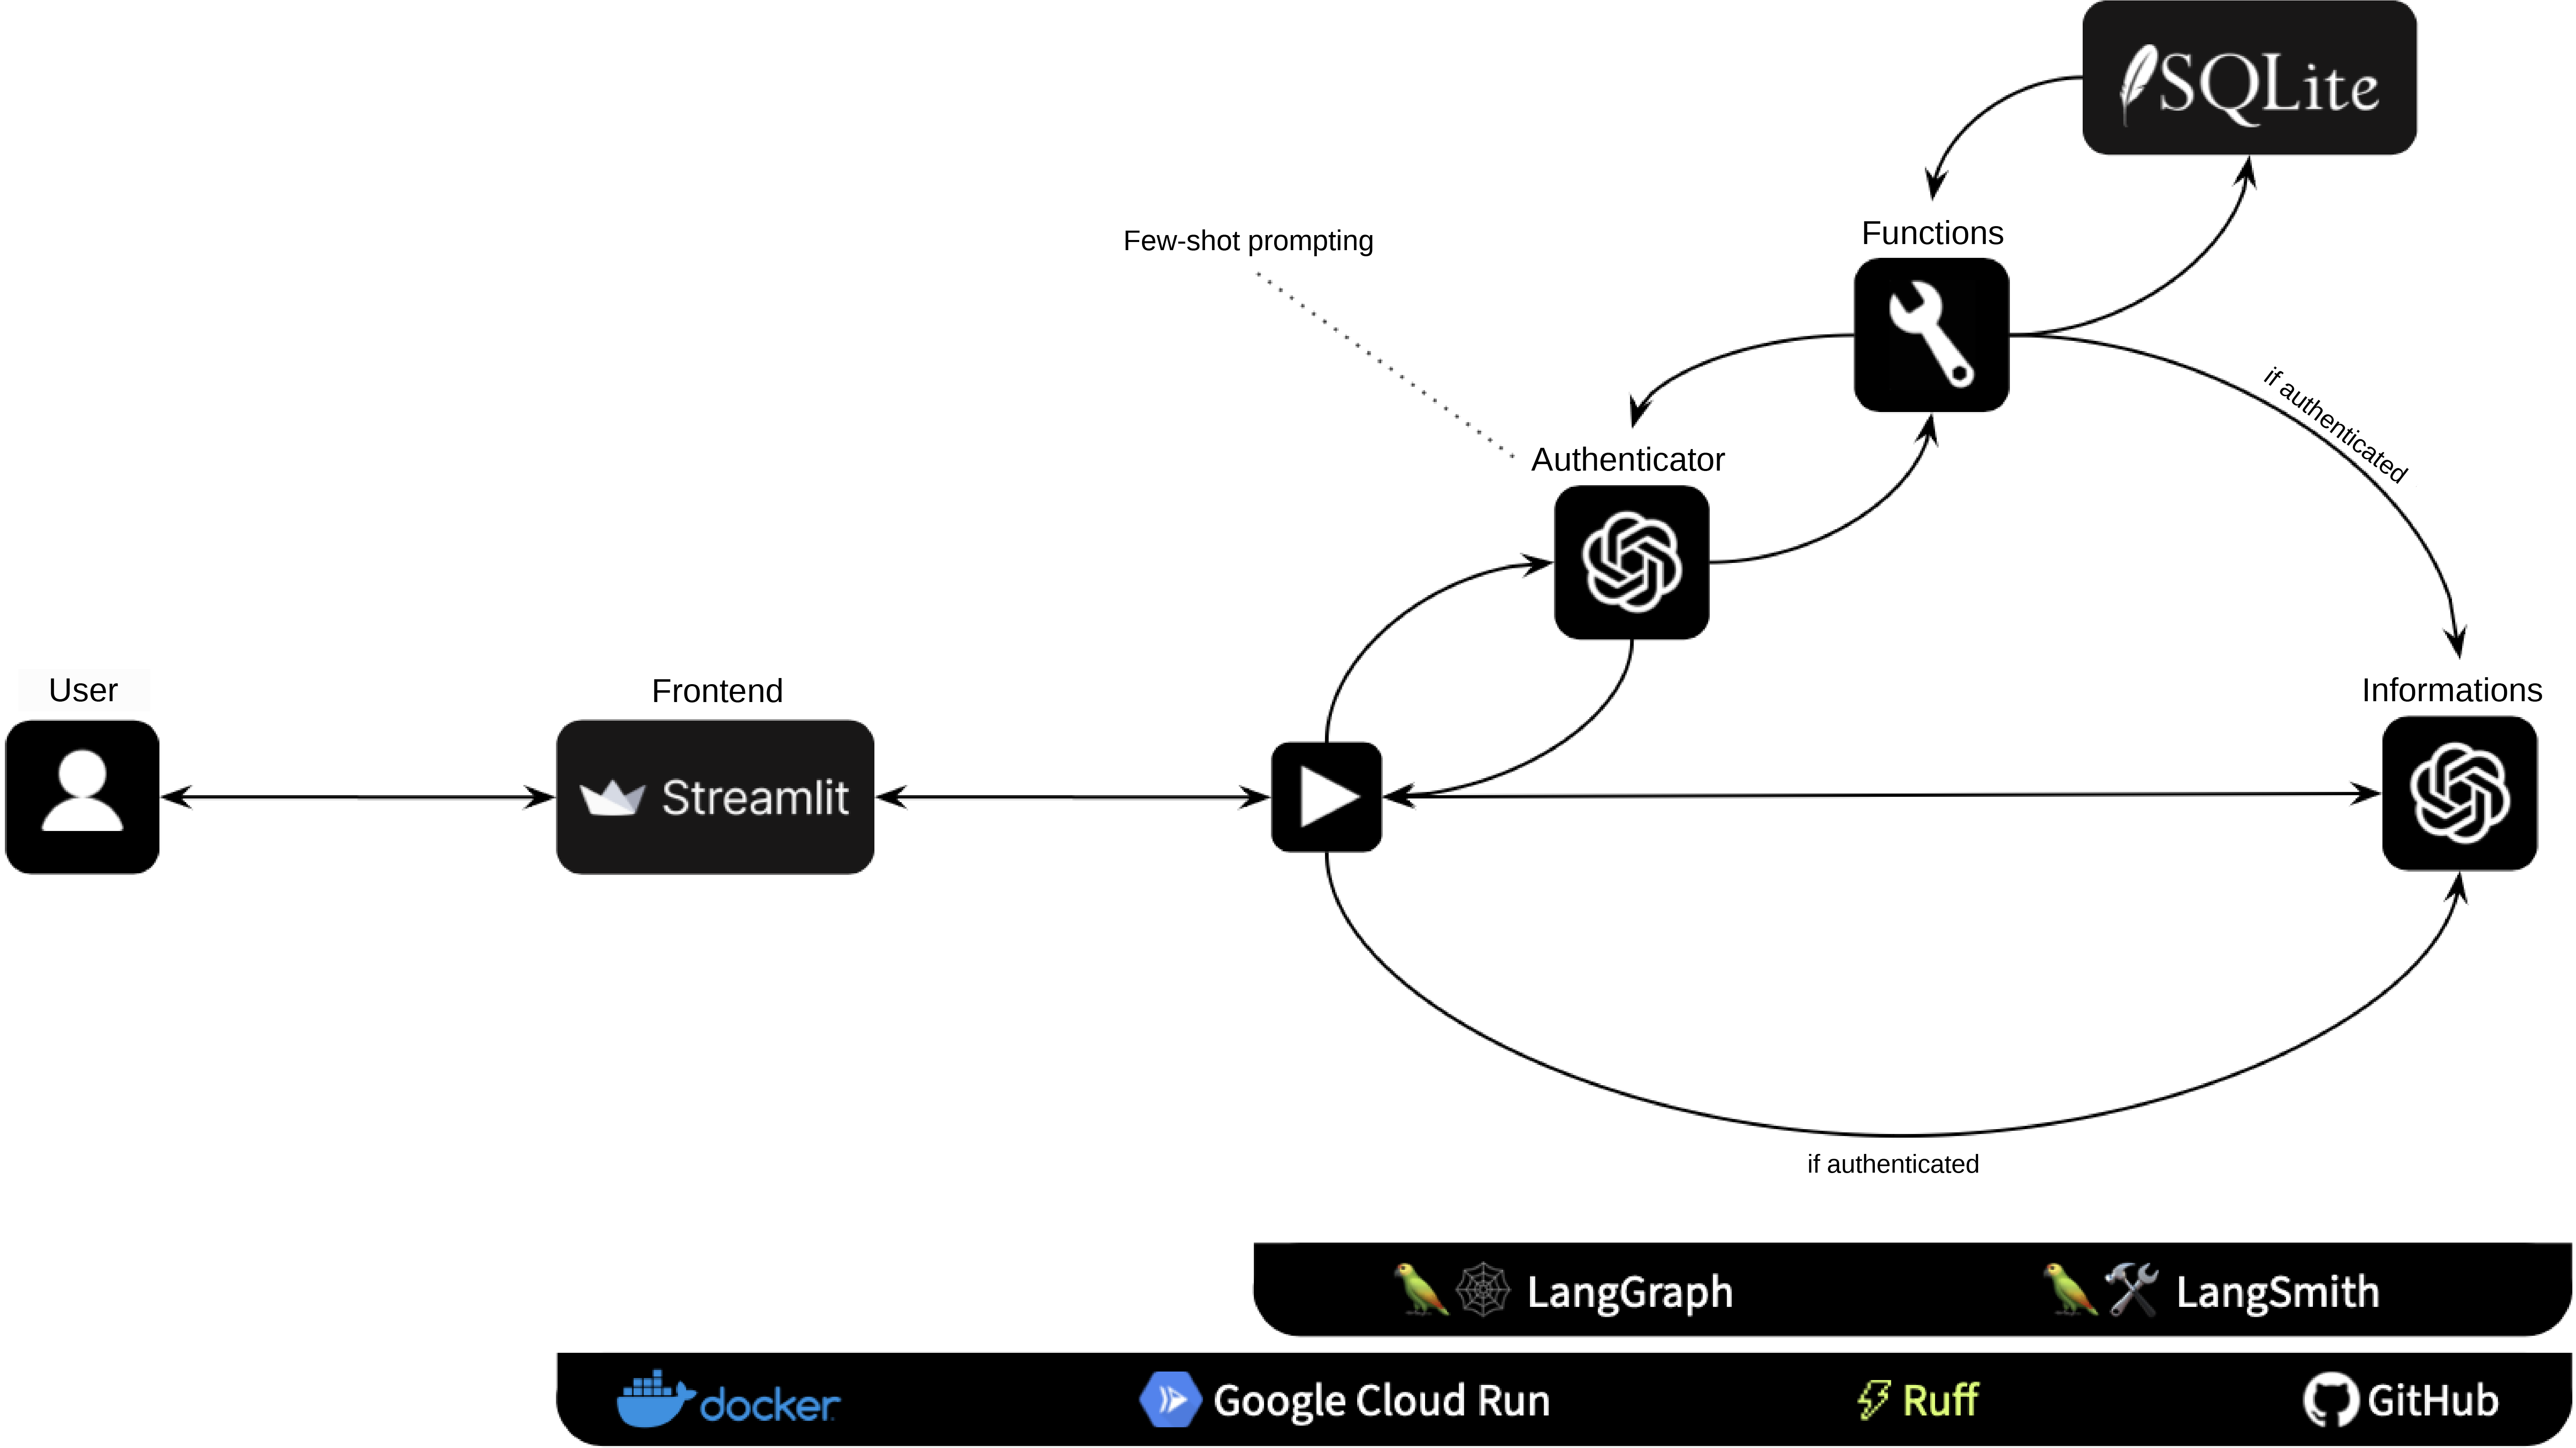 SQLite
Functions
Few-shot prompting
if authenticated
Authenticator
User
Frontend
Informations
Streamlit
if authenticated
LangGraph
LangSmith
docker
Google Cloud Run
Ruff
GitHub